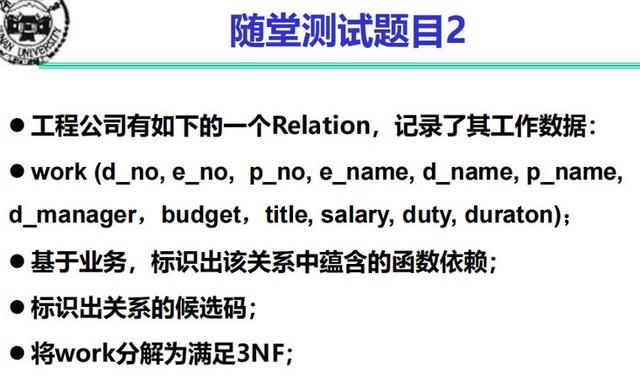 随堂测试题目2
NAN UNIVERSITY
●工程公司有如下的一个Relation，记录了其工作数据：
●work (d_no, e_no, p_no, e_name, d_name, p_name,
d_manager，budget，title, salary, duty, duraton)；
●基于业务，标识出该关系中蕴含的函数依赖；
●标识出关系的候选码；
●将work分解为满足3NF；